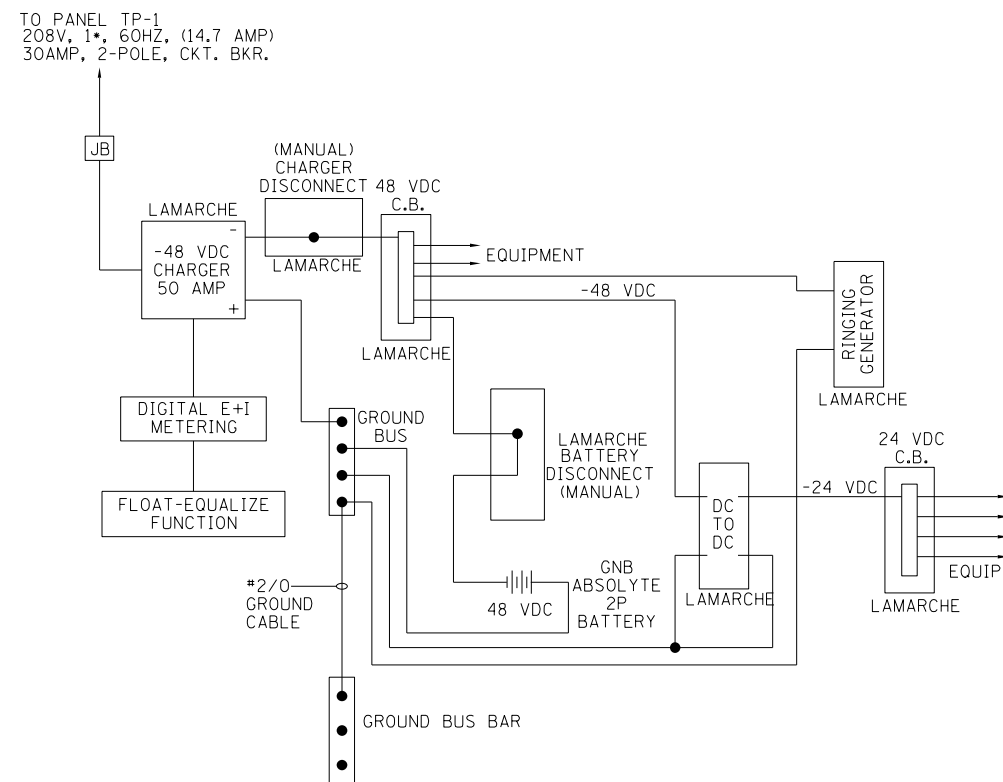 TO PANEL TP-1
208V, 1*, 60HZ, (14.7 AMP)
30AMP, 2-POLE, CKT. BKR.
JB
(MANUAL)
CHARGER
DISCONNECT
48 VDC
C.B.
LAMARCHE
-
-48 VDC
CHARGER
50 AMP
+
LAMARCHE
EQUIPMENT
-48 VDC
LAMARCHE
RINGING
GENERATOR
LAMARCHE
DIGITAL E+I
METERING
FLOAT-EQUALIZE
FUNCTION
GROUND
BUS
LAMARCHE
BATTERY
DISCONNECT
(MANUAL)
24 VDC
C.B.
-24 VDC
DC
TO
DC
LAMARCHE
EQUIP
LAMARCHE
#2/0
GROUND
CABLE
48 VDC
GNB
ABSOLYTE
2P
BATTERY
GROUND BUS BAR